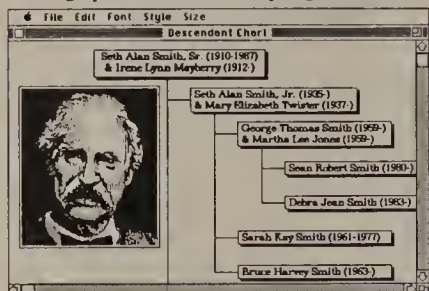 File Edit Font Style Size
Descendant Chart
Seth Alan Smith, Sr. (1910-1987)
& Irene Lynn Mayberry (1912-)
Seth Alan Smith, Jr. (1935-)
& Mary Elizabeth Twister (1937-)
George Thomas Smith (1959-)
& Martha Lee Jones (1959-)
Sean Robert Smith (1980-)
Debra Jean Smith (1983-)
Sarah Kay Smith (1961-1977)
Bruce Harvey Smith (1963-)